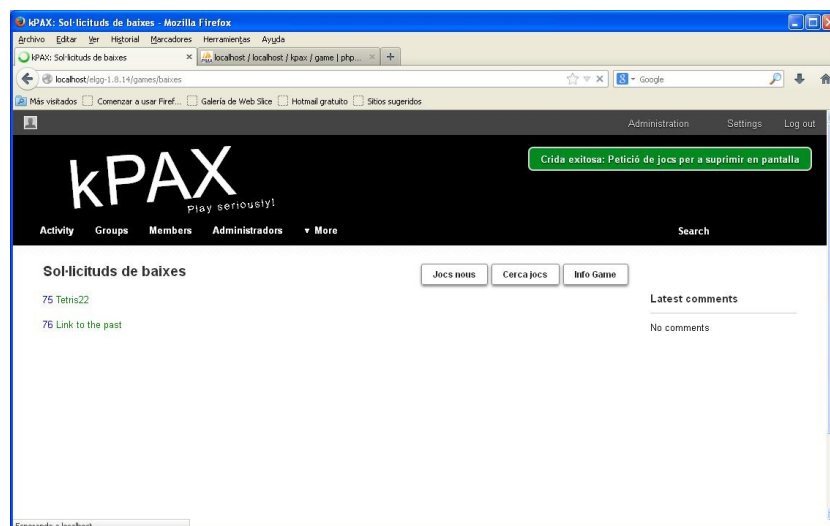 kPAX: Sol·licituds de baixes - Mozilla Firefox
Archivo Editar Ver Historial Marcadores Herramientas Ayuda
kPAX: Sol·licituds de baixes × localhost / localhost / kpax / game | php... × +
localhost/elgg-1.8.14/games/baixes Google
Más visitados Comenzar a usar Firef... Galería de Web Slice Hotmail gratuito Sitios sugeridos
Administration Settings Log out
Crida exitosa: Petició de jocs per a suprimir en pantalla
kPAX
Play seriously!
Activity Groups Members Administradors ▼ More Search
Sol·licituds de baixes Jocs nous Cerca jocs Info Game
75 Tetris22
Latest comments
76 Link to the past
No comments
Esperando a localhost